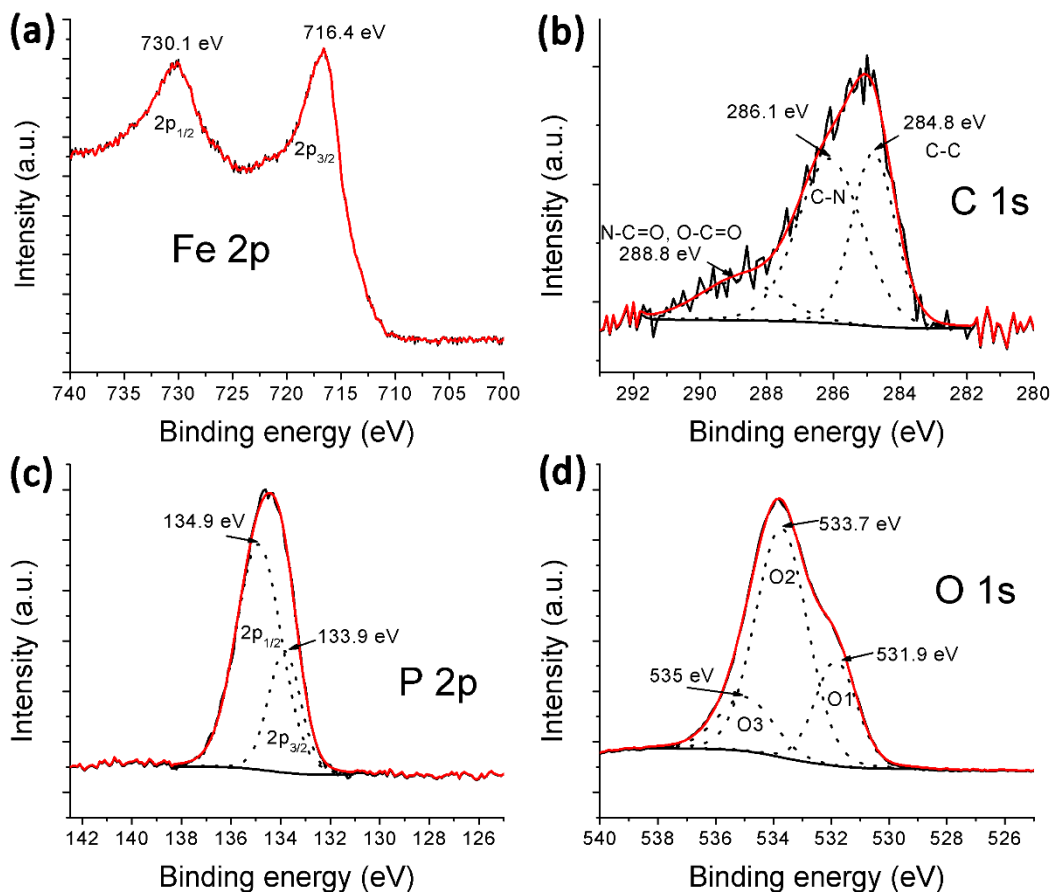 (a)
730.1 eV
716.4 eV
2p1/2
2p3/2
Fe 2p
Intensity (a.u.)
740 735 730 725 720 715 710 705 700
Binding energy (eV)
(b)
286.1 eV
284.8 eV
C-C
C-N
C 1s
N-C=O, O-C=O
288.8 eV
Intensity (a.u.)
292 290 288 286 284 282 280
Binding energy (eV)
(c)
134.9 eV
2p1/2
133.9 eV
P 2p
2p3/2
Intensity (a.u.)
142 140 138 136 134 132 130 128 126
Binding energy (eV)
(d)
533.7 eV
O2
O 1s
531.9 eV
535 eV
O1
O3
Intensity (a.u.)
540 538 536 534 532 530 528 526
Binding energy (eV)